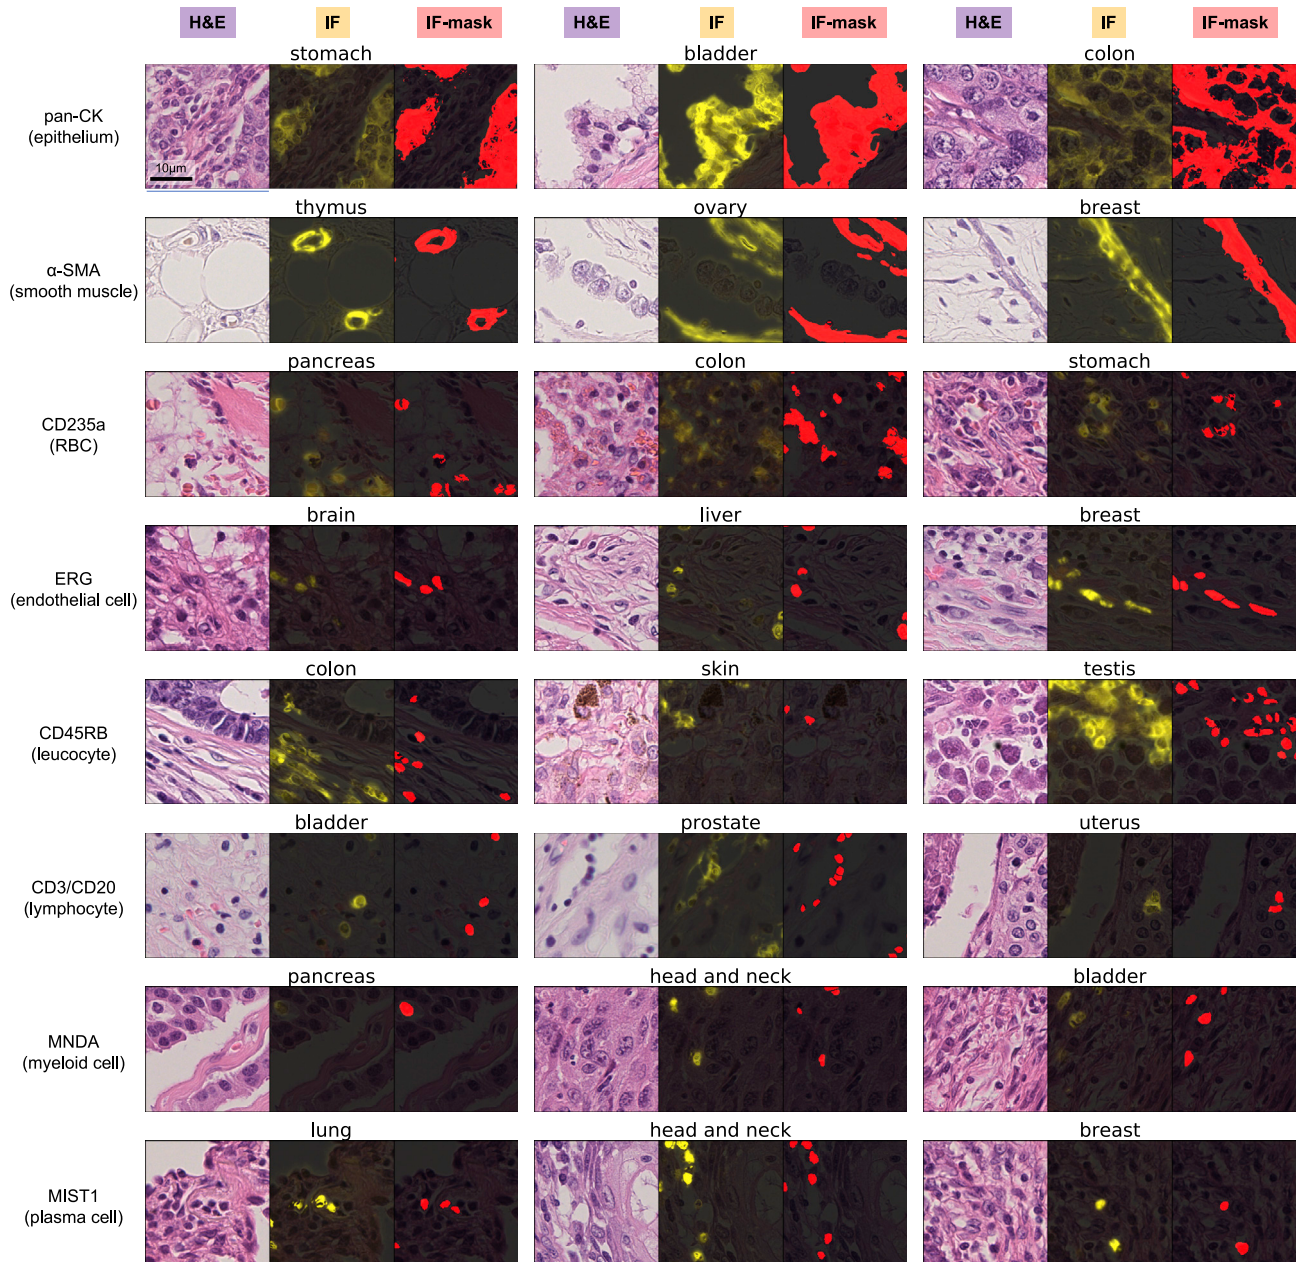 H&E IF IF-mask H&E IF IF-mask H&E IF IF-mask
stomach bladder colon
pan-CK
(epithelium)
10µm
thymus ovary breast
α-SMA
(smooth muscle)
pancreas colon stomach
CD235a
(RBC)
brain liver breast
ERG
(endothelial cell)
colon skin testis
CD45RB
(leucocyte)
bladder prostate uterus
CD3/CD20
(lymphocyte)
pancreas head and neck bladder
MNDA
(myeloid cell)
lung head and neck breast
MIST1
(plasma cell)